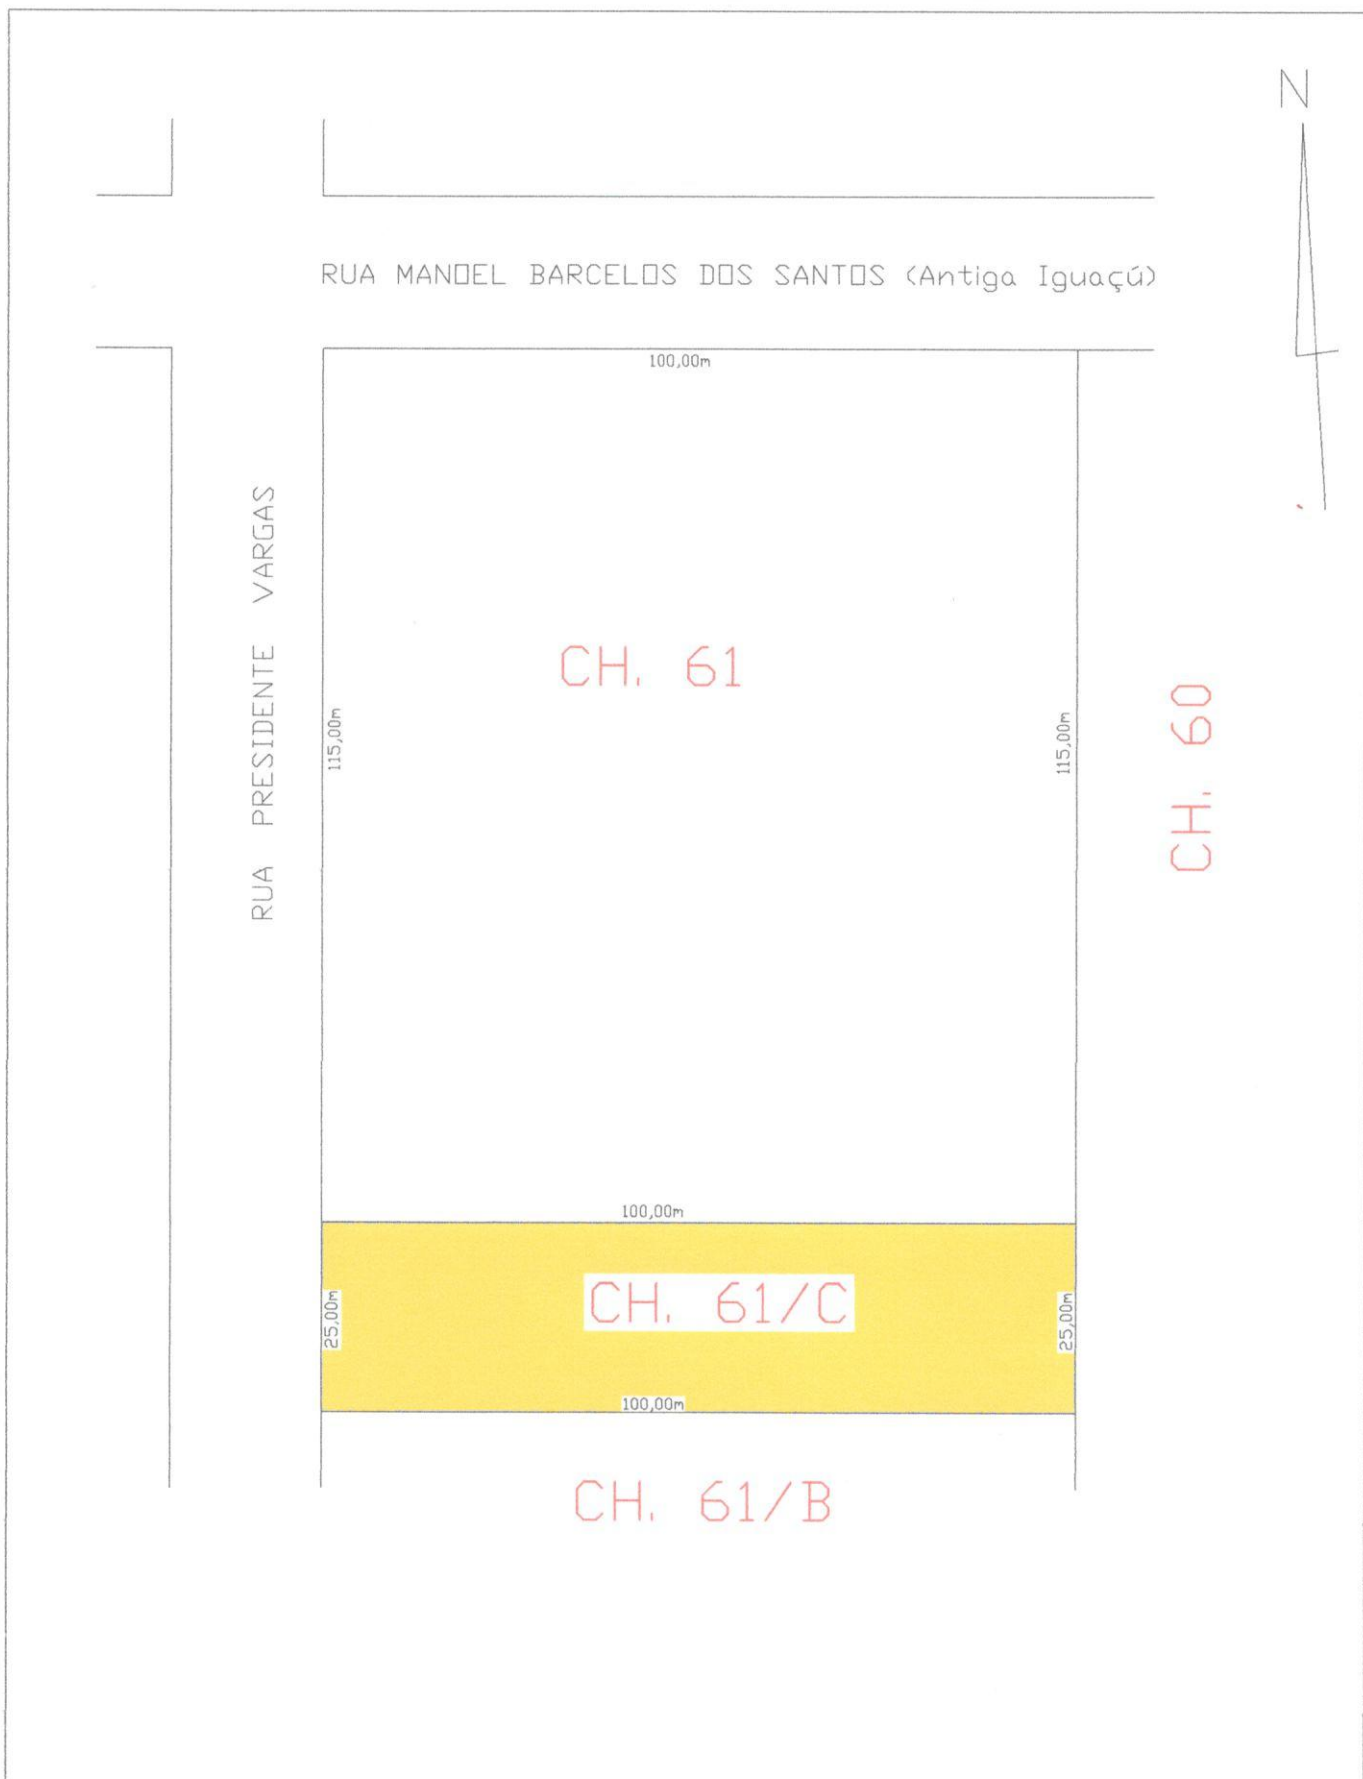 N
RUA MANOEL BARCELOS DOS SANTOS (Antiga Iguaçú)
100,00m
RUA PRESIDENTE VARGAS
CH. 61
115,00m
115,00m
CH. 60
100,00m
CH. 61/C
25,00m
25,00m
100,00m
CH. 61/B